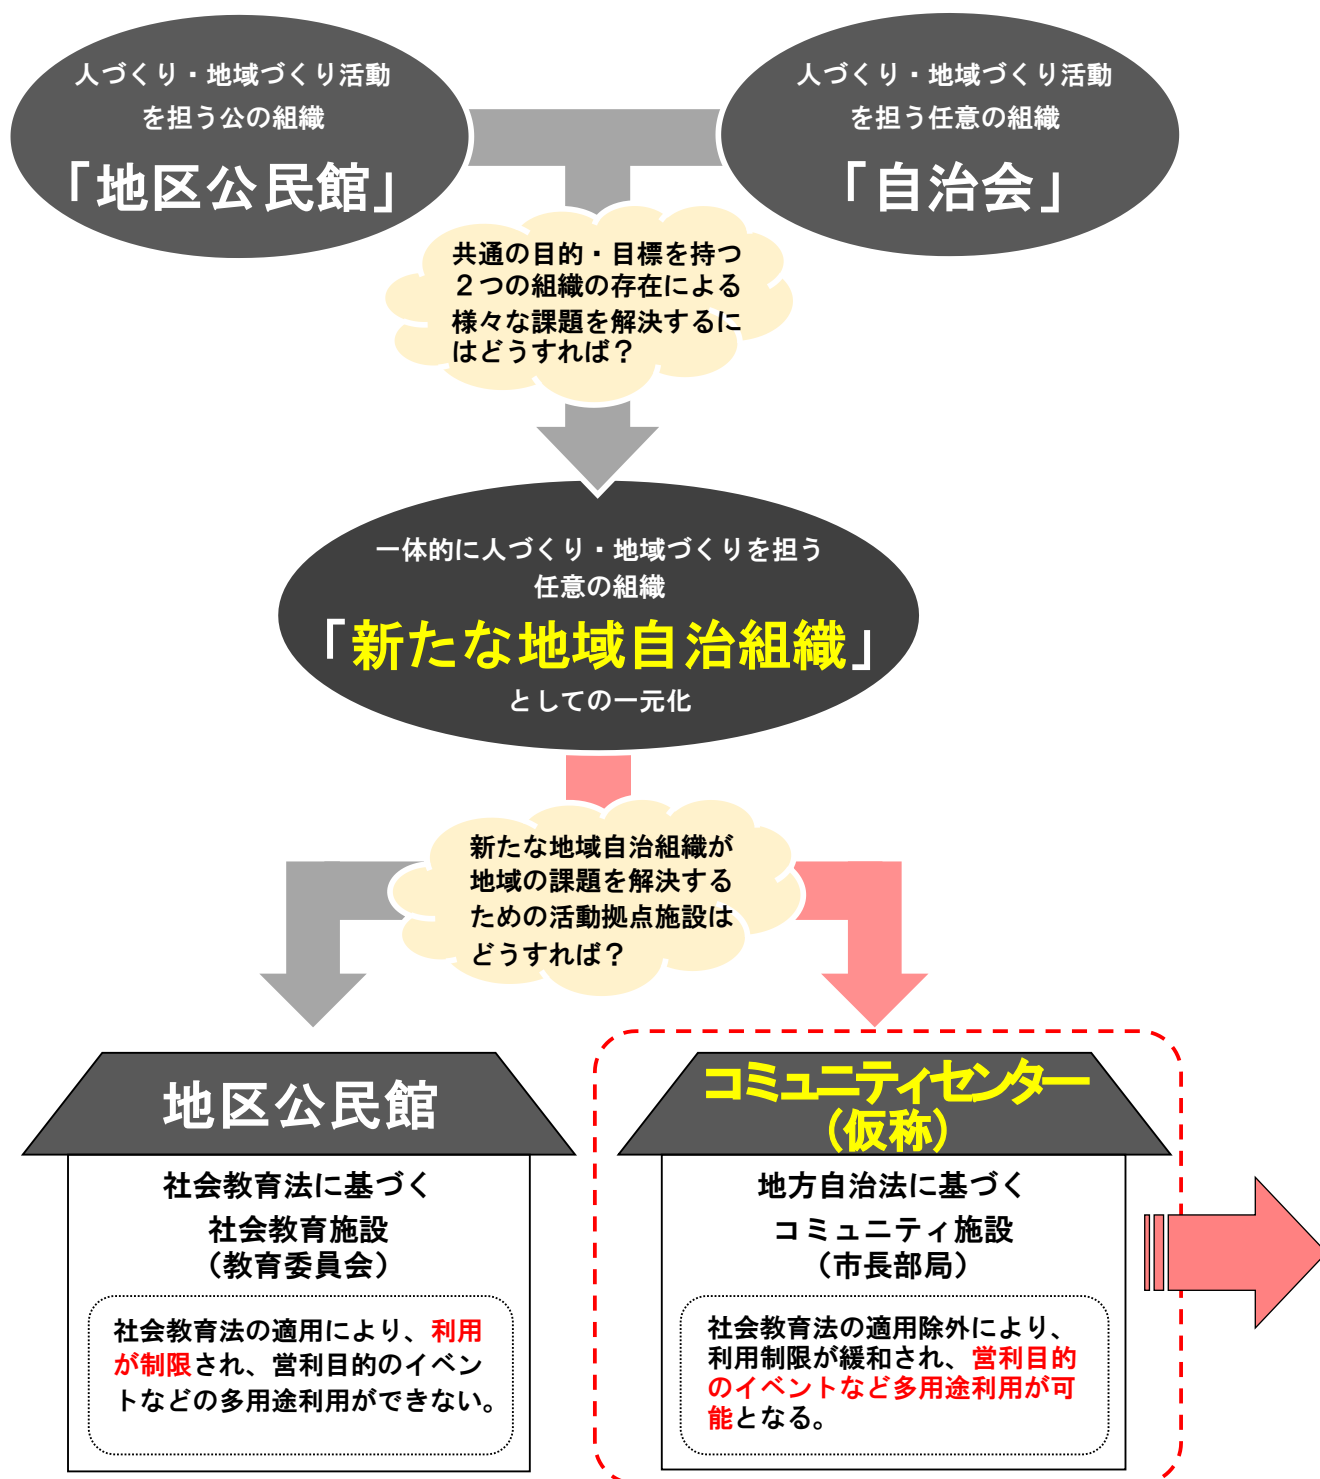 人づくり・地域づくり活動
を担う公の組織
「地区公民館」
人づくり・地域づくり活動
を担う任意の組織
「自治会」
共通の目的・目標を持つ
２つの組織の存在による
様々な課題を解決するに
はどうすれば？
一体的に人づくり・地域づくりを担う
任意の組織
「新たな地域自治組織」
としての一元化
新たな地域自治組織が
地域の課題を解決する
ための活動拠点施設は
どうすれば？
地区公民館
社会教育法に基づく
社会教育施設
（教育委員会）
社会教育法の適用により、利用
が制限され、営利目的のイベン
トなどの多用途利用ができない。
コミュニティセンター
（仮称）
地方自治法に基づく
コミュニティ施設
（市長部局）
社会教育法の適用除外により、
利用制限が緩和され、営利目的
のイベントなど多用途利用が可
能となる。